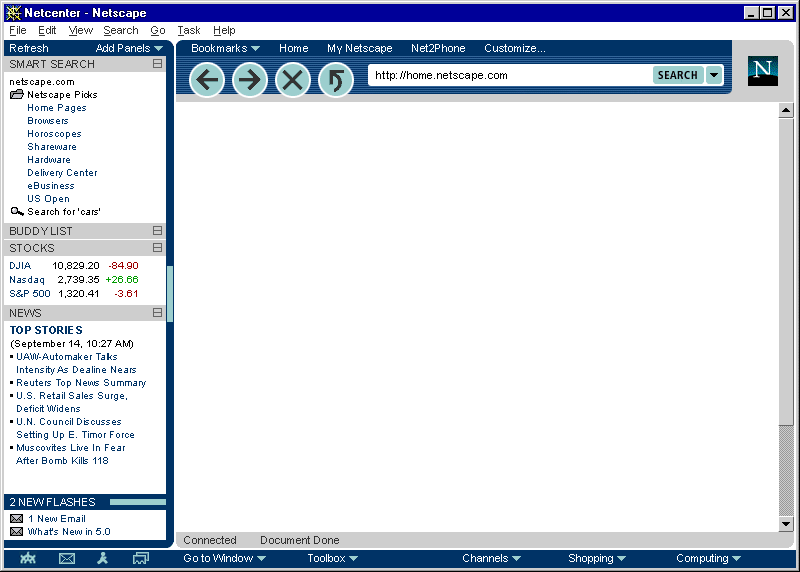 Netcenter - Netscape
File Edit View Search Go Task Help
Refresh Add Panels
Bookmarks Home My Netscape Net2Phone Customize...
http://home.netscape.com SEARCH
N
SMART SEARCH
netscape.com
Netscape Picks
Home Pages
Browsers
Horoscopes
Shareware
Hardware
Delivery Center
eBusiness
US Open
Search for 'cars'
BUDDY LIST
STOCKS
DJIA 10,829.20 -84.90
Nasdaq 2,739.35 +26.66
S&P 500 1,320.41 -3.61
NEWS
TOP STORIES
(September 14, 10:27 AM)
UAW-Automaker Talks
Intensity As Dealine Nears
Reuters Top News Summary
U.S. Retail Sales Surge,
Deficit Widens
U.N. Council Discusses
Setting Up E. Timor Force
Muscovites Live In Fear
After Bomb Kills 118
2 NEW FLASHES
1 New Email
What's New in 5.0
Connected Document Done
Go to Window Toolbox Channels Shopping Computing